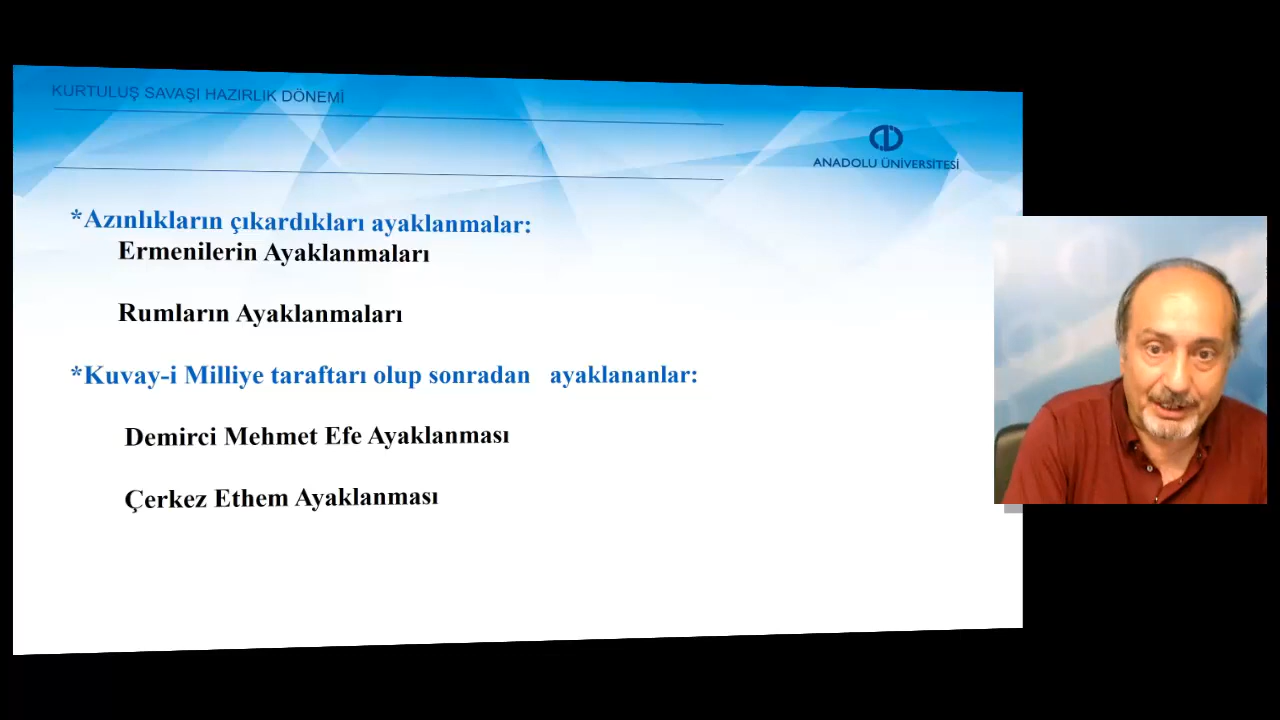 KURTULUŞ SAVAŞI HAZIRLIK DÖNEMİ
ANADOLU ÜNİVERSİTESİ
*Azınlıkların çıkardıkları ayaklanmalar:
Ermenilerin Ayaklanmaları
Rumların Ayaklanmaları
*Kuvay-i Milliye taraftarı olup sonradan ayaklananlar:
Demirci Mehmet Efe Ayaklanması
Çerkez Ethem Ayaklanması